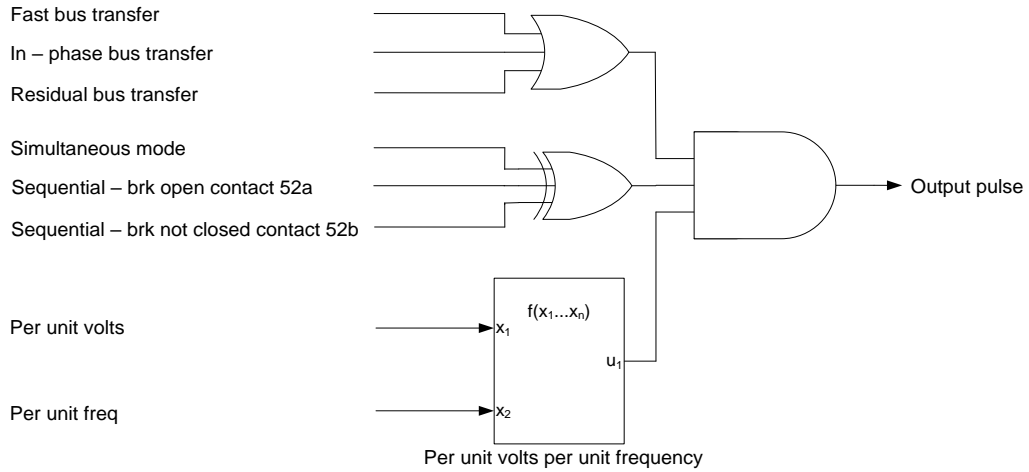 Fast bus transfer
In – phase bus transfer
Residual bus transfer
Simultaneous mode
Sequential – brk open contact 52a
Sequential – brk not closed contact 52b
Output pulse
f(x₁...xₙ)
Per unit volts
x₁
u₁
Per unit freq
x₂
Per unit volts per unit frequency